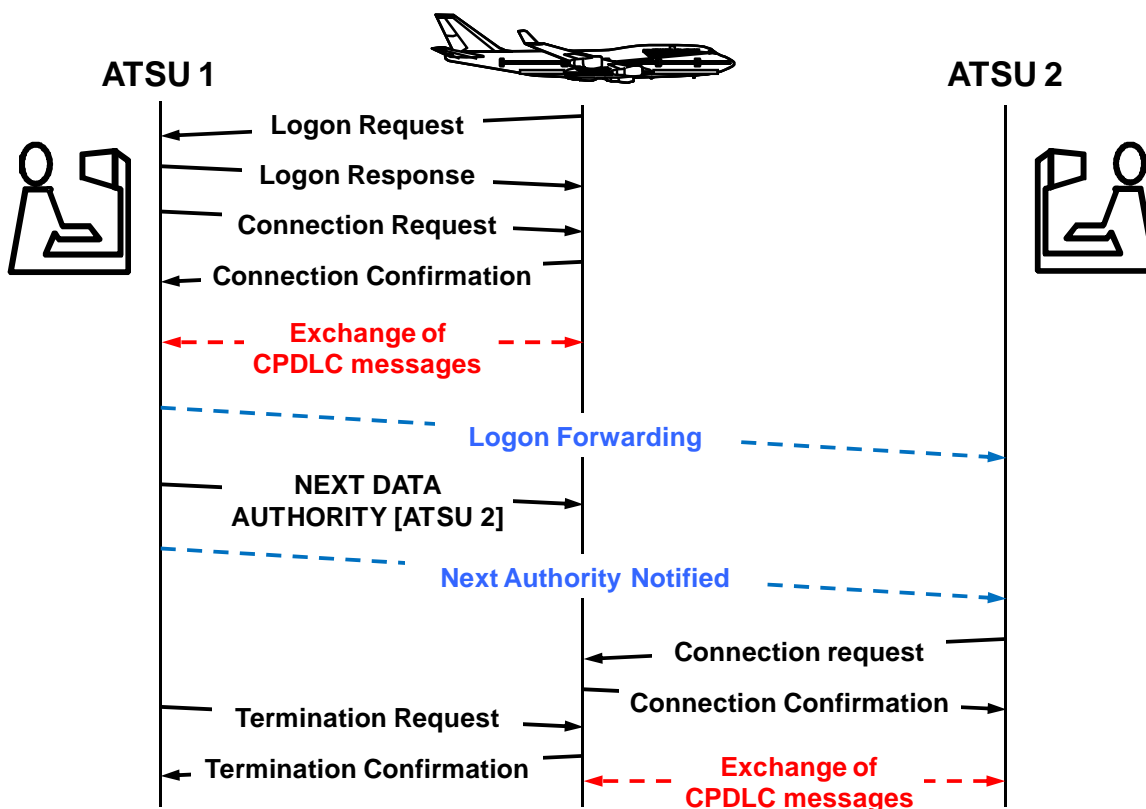 ATSU 1
ATSU 2
Logon Request
Logon Response
Connection Request
Connection Confirmation
Exchange of
CPDLC messages
Logon Forwarding
NEXT DATA
AUTHORITY [ATSU 2]
Next Authority Notified
Connection request
Connection Confirmation
Termination Request
Termination Confirmation
Exchange of
CPDLC messages